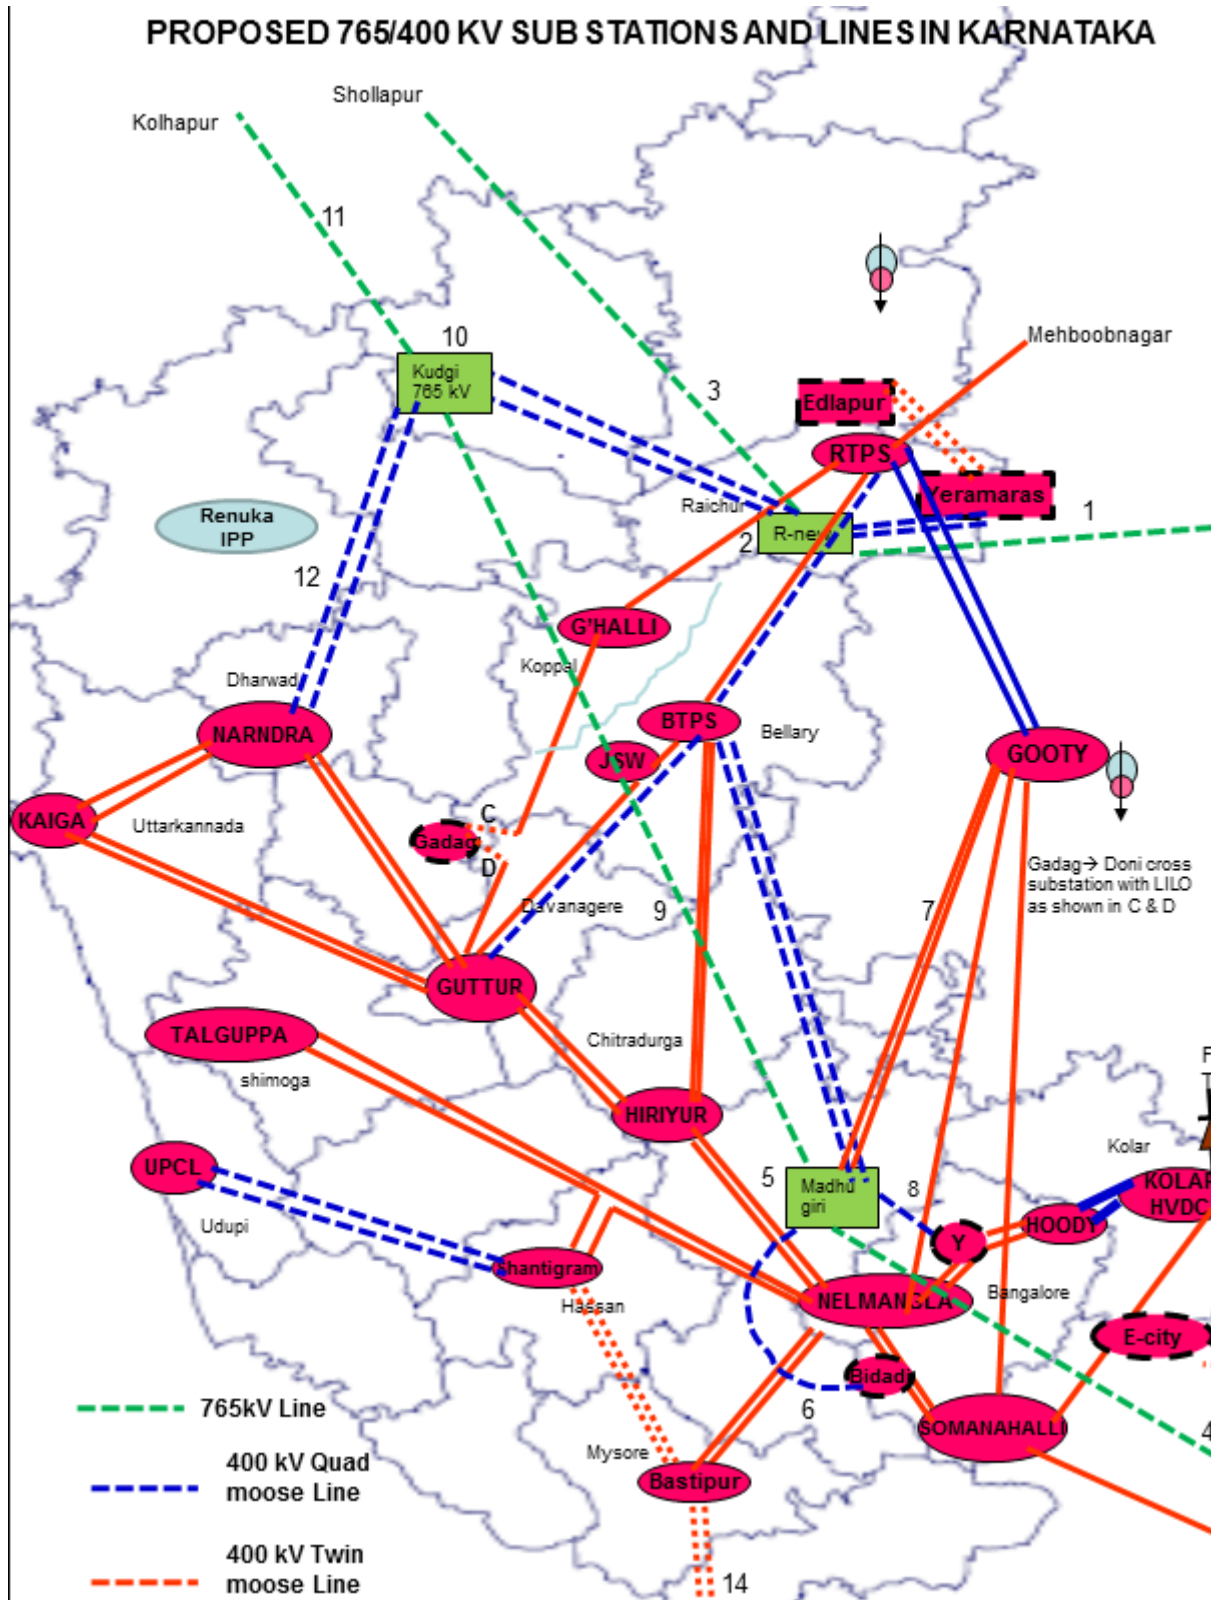 PROPOSED 765/400 KV SUB STATIONS AND LINES IN KARNATAKA
Shollapur
Kolhapur
11
10
Mehboobnagar
Kudgi
765 kV
3
Edlapur
RTPS
Yeramaras
Raichur
1
Renuka
IPP
R-new
2
12
G'HALLI
Koppal
Dharwad
NARNDRA
BTPS
Bellary
JSW
GOOTY
KAIGA
Uttarkannada
C
Gadag
D
Gadag→ Doni cross
substation with LILO
as shown in C & D
Davanagere
9
7
GUTTUR
TALGUPPA
Chitradurga
shimoga
F
HIRIYUR
Kolar
UPCL
5
Madhu
giri
8
KOLAR
HVDC
Udupi
HOODY
Y
Shantigram
Hassan
NELMANGLA
Bangalore
E-city
Bidadi
765kV Line
6
SOMANAHALLI
4
400 kV Quad
moose Line
Mysore
Bastipur
400 kV Twin
moose Line
14